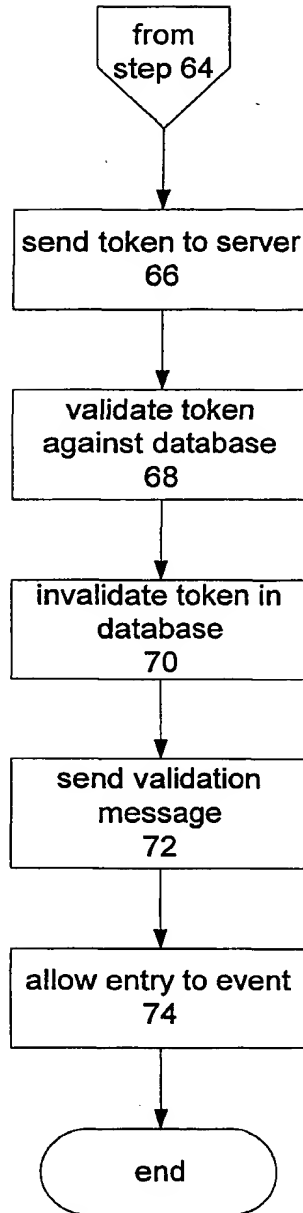 from
step 64
send token to server
66
validate token
against database
68
invalidate token in
database
70
send validation
message
72
allow entry to event
74
end